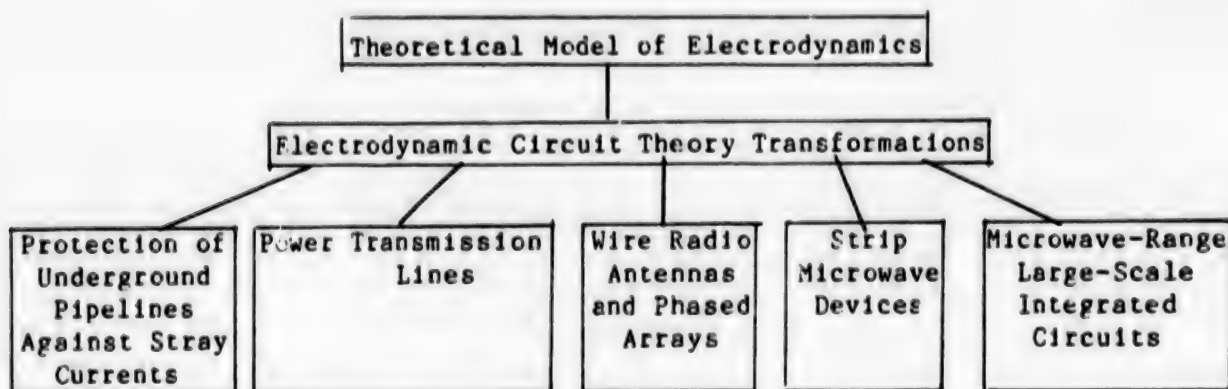 Theoretical Model of Electrodynamics
Electrodynamic Circuit Theory Transformations
Protection of
Underground
Pipelines
Against Stray
Currents
Power Transmission
Lines
Wire Radio
Antennas
and Phased
Arrays
Strip
Microwave
Devices
Microwave-Range
Large-Scale
Integrated
Circuits